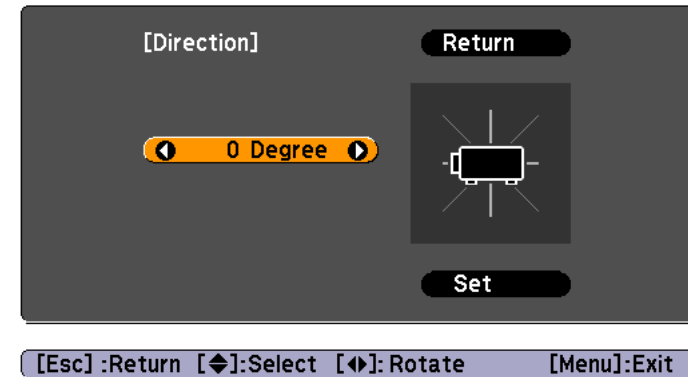 [Direction] Return
0 Degree
Set
[Esc] :Return [◆]:Select [◆]: Rotate [Menu]:Exit